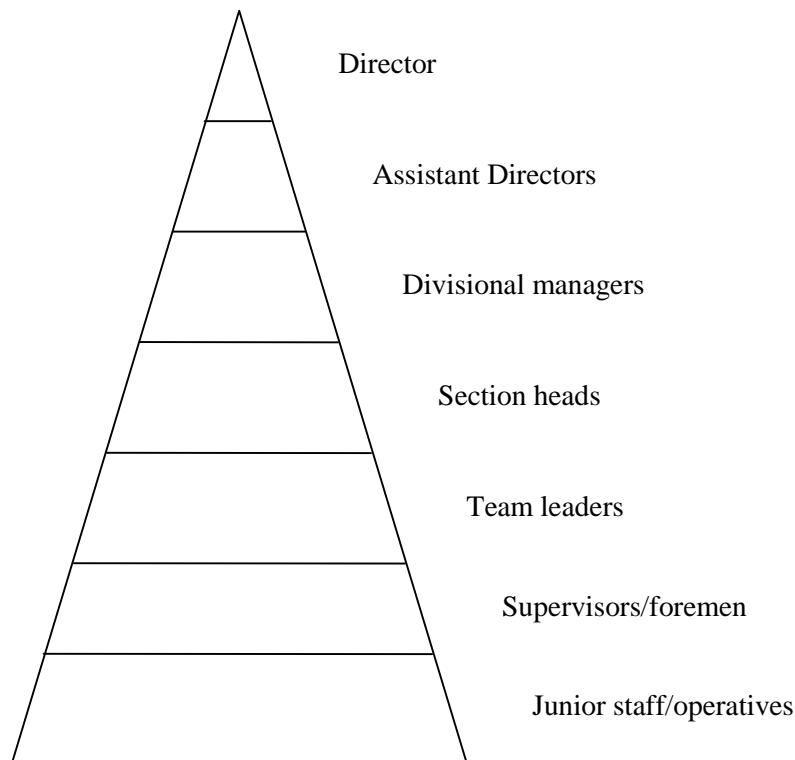 Director
Assistant Directors
Divisional managers
Section heads
Team leaders
Supervisors/foremen
Junior staff/operatives